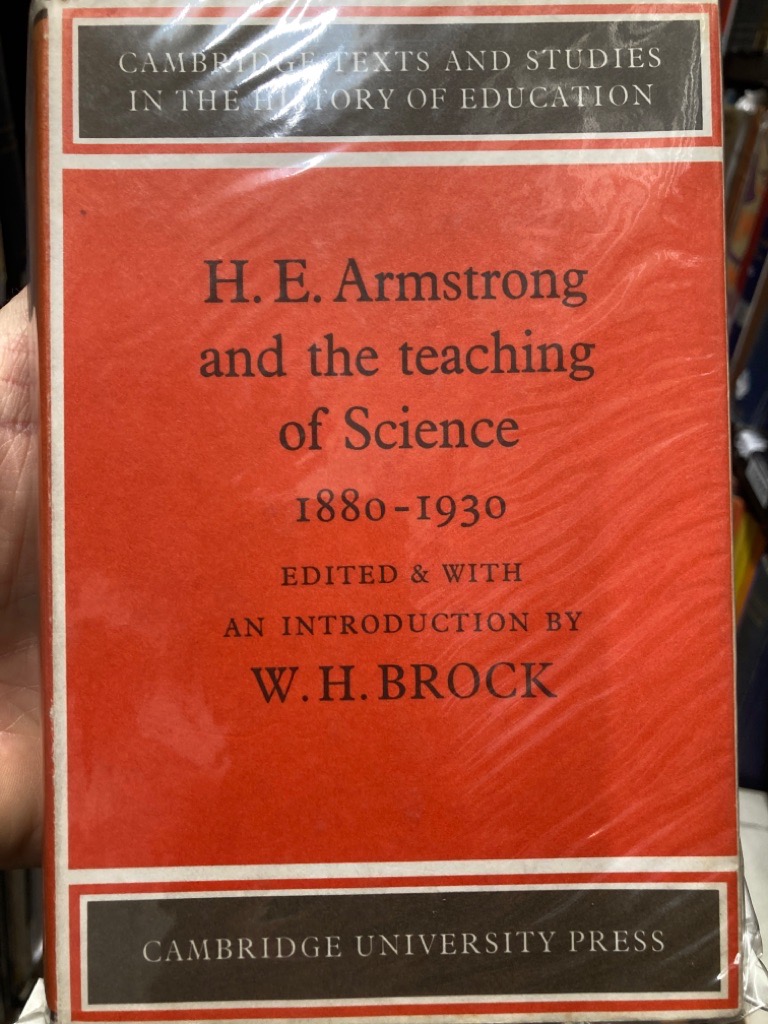 CAMBRIDGE TEXTS AND STUDIES
IN THE HISTORY OF EDUCATION
H. E. Armstrong
and the teaching
of Science
1880-1930
EDITED & WITH
AN INTRODUCTION BY
W. H. BROCK
CAMBRIDGE UNIVERSITY PRESS